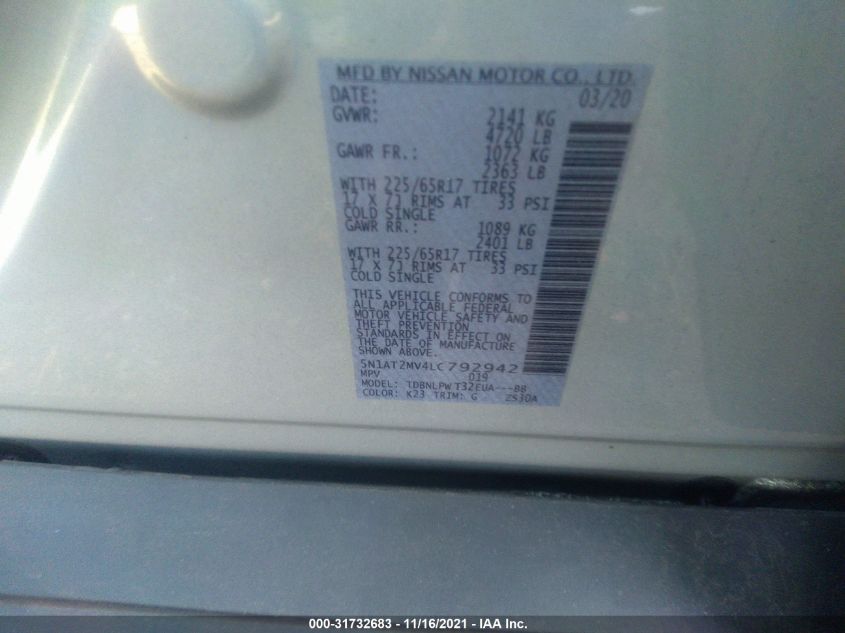 MFD BY NISSAN MOTOR CO., LTD.
DATE: 03/20
GVWR: 2141 KG
4720 LB
GAWR FR.: 1072 KG
2363 LB
WITH 225/65R17 TIRES
17 X 7J RIMS AT 33 PSI
COLD SINGLE
GAWR RR.: 1089 KG
2401 LB
WITH 225/65R17 TIRES
17 X 7J RIMS AT 33 PSI
COLD SINGLE
THIS VEHICLE CONFORMS TO
ALL APPLICABLE FEDERAL
MOTOR VEHICLE SAFETY AND
THEFT PREVENTION
STANDARDS IN EFFECT ON
THE DATE OF MANUFACTURE
SHOWN ABOVE.
5N1AT2MV4LC792942
MPV 019
MODEL: TDBNLPW T32EUA---BB
COLOR: K23 TRIM: G ZS30A
000-31732683 - 11/16/2021 - IAA Inc.